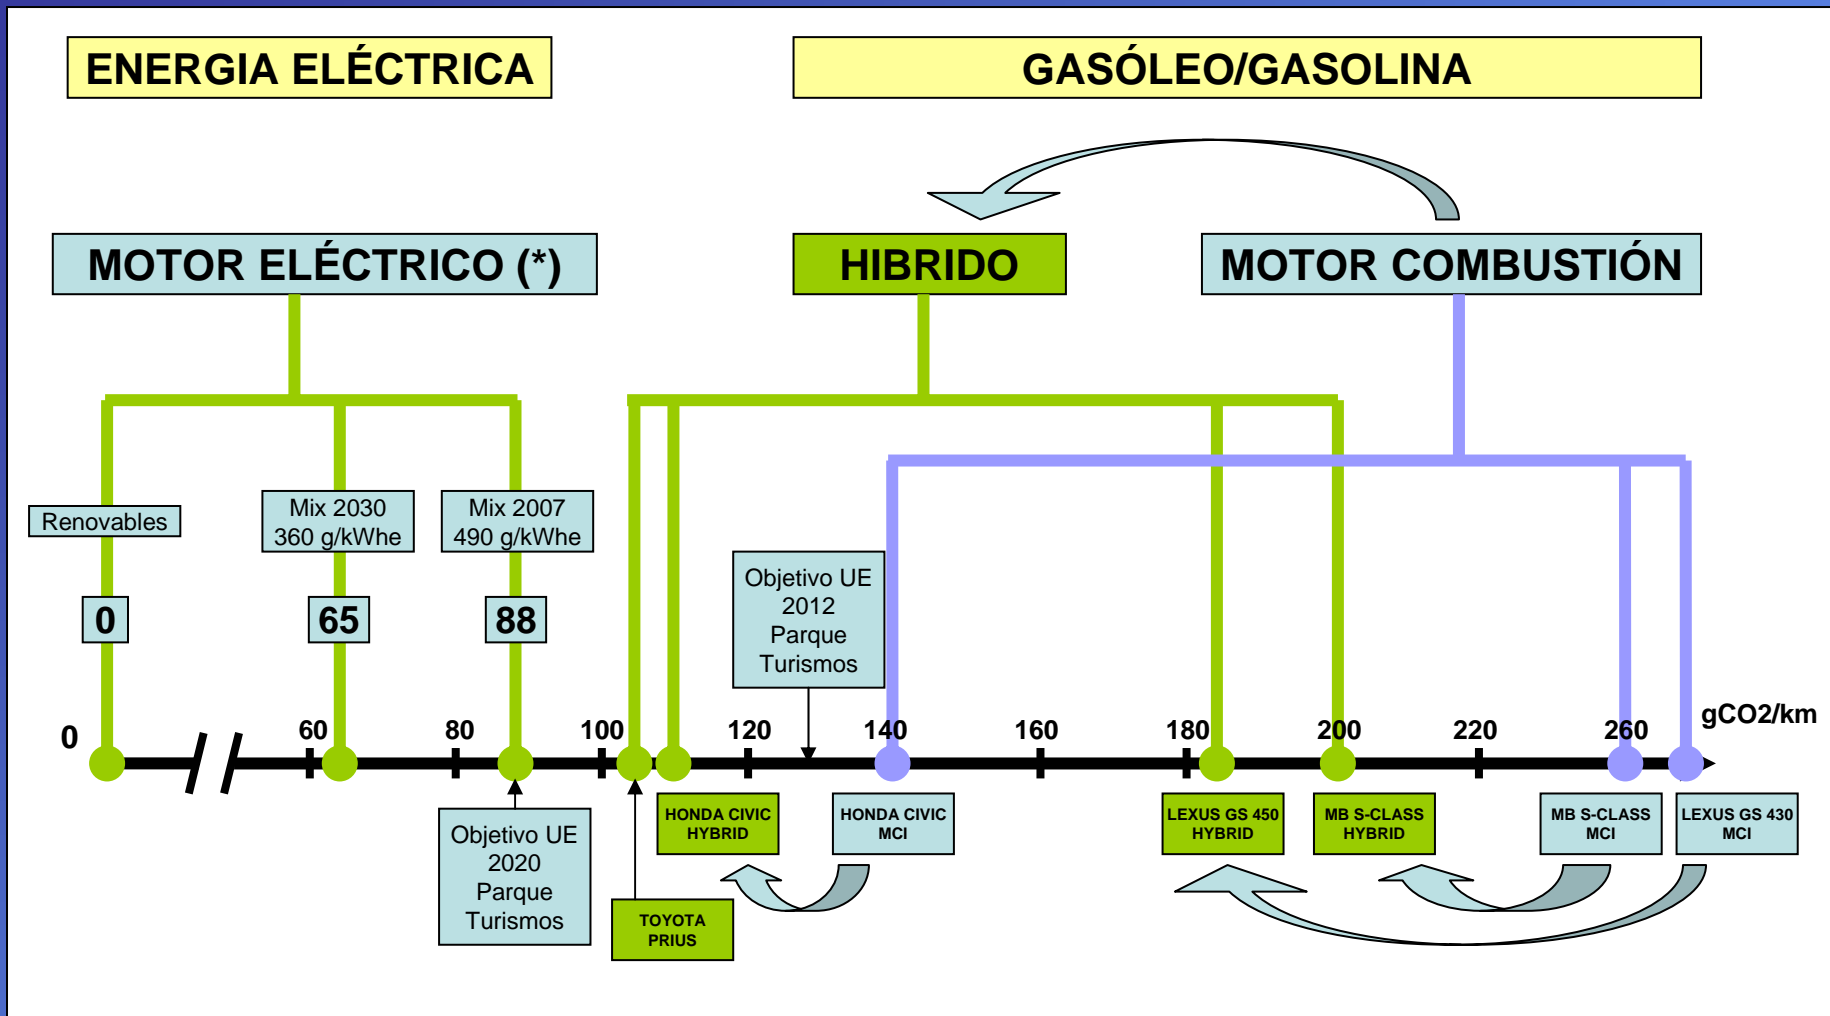 ENERGIA ELÉCTRICA
GASÓLEO/GASOLINA
MOTOR ELÉCTRICO (*)
HIBRIDO
MOTOR COMBUSTIÓN
Renovables
Mix 2030
360 g/kWhe
Mix 2007
490 g/kWhe
0
65
88
Objetivo UE
2012
Parque
Turismos
0
60
80
100
120
140
160
180
200
220
260
gCO2/km
HONDA CIVIC
HYBRID
HONDA CIVIC
MCI
LEXUS GS 450
HYBRID
MB S-CLASS
HYBRID
MB S-CLASS
MCI
LEXUS GS 430
MCI
Objetivo UE
2020
Parque
Turismos
TOYOTA
PRIUS